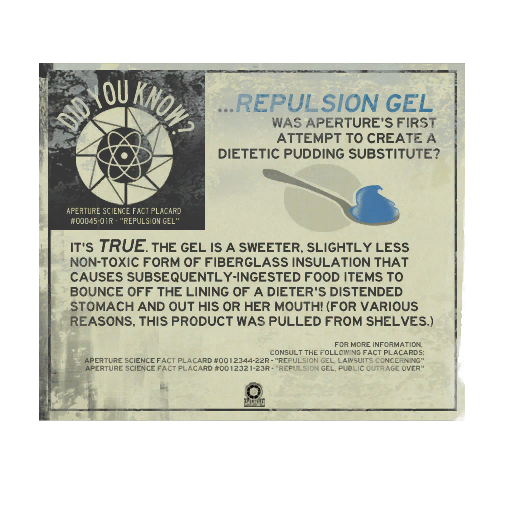 DID YOU KNOW?
APERTURE SCIENCE FACT PLACARD
#00045-01R - "REPULSION GEL"
...REPULSION GEL
WAS APERTURE'S FIRST
ATTEMPT TO CREATE A
DIETETIC PUDDING SUBSTITUTE?
IT'S TRUE. THE GEL IS A SWEETER, SLIGHTLY LESS
NON-TOXIC FORM OF FIBERGLASS INSULATION THAT
CAUSES SUBSEQUENTLY-INGESTED FOOD ITEMS TO
BOUNCE OFF THE LINING OF A DIETER'S DISTENDED
STOMACH AND OUT HIS OR HER MOUTH! (FOR VARIOUS
REASONS, THIS PRODUCT WAS PULLED FROM SHELVES.)
FOR MORE INFORMATION,
CONSULT THE FOLLOWING FACT PLACARDS:
APERTURE SCIENCE FACT PLACARD #0012344-22R - "REPULSION GEL, LAWSUITS CONCERNING"
APERTURE SCIENCE FACT PLACARD #0012321-23R - "REPULSION GEL, PUBLIC OUTRAGE OVER"